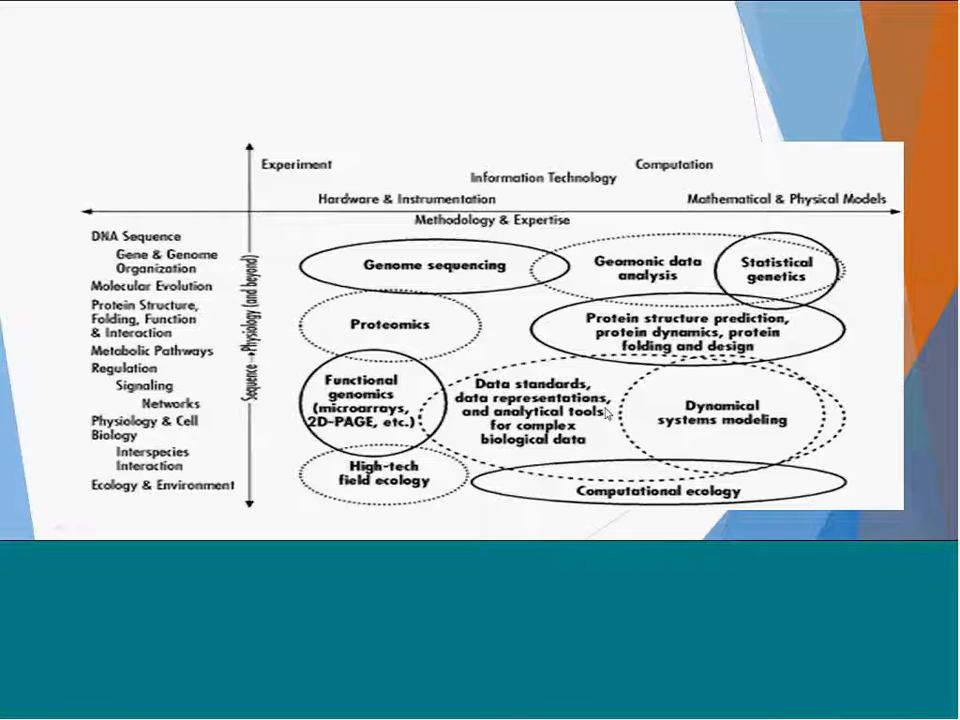 Experiment
Computation
Information Technology
Hardware & Instrumentation
Mathematical & Physical Models
Methodology & Expertise
Sequence→Physiology (and beyond)
DNA Sequence
Gene & Genome
Organization
Molecular Evolution
Protein Structure,
Folding, Function
& Interaction
Metabolic Pathways
Regulation
Signaling
Networks
Physiology & Cell
Biology
Interspecies
Interaction
Ecology & Environment
Genome sequencing
Geomonic data
analysis
Statistical
genetics
Proteomics
Protein structure prediction,
protein dynamics, protein
folding and design
Functional
genomics
(microarrays,
2D-PAGE, etc.)
Data standards,
data representations,
and analytical tools
for complex
biological data
Dynamical
systems modeling
High-tech
field ecology
Computational ecology